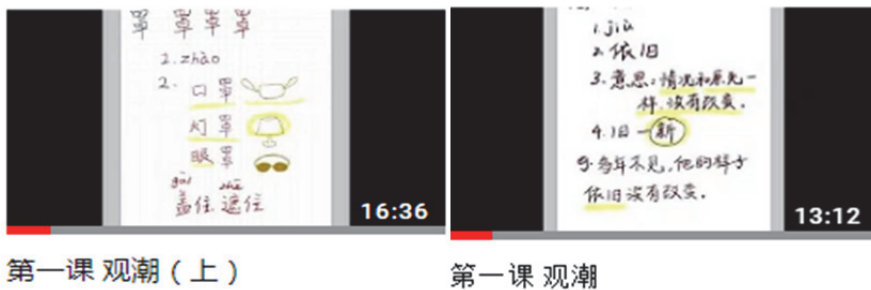 罩 罩 罩 罩
1. zhào
2. 口罩
灯罩
眼罩
gài zhē
盖住 遮住
16:36
第一课 观潮（上）
1. jiù
2. 依旧
3. 意思：情况和原先一
样，没有改变。
4. 旧—新
5. 多年不见，他的样子
依旧没有改变。
13:12
第一课 观潮